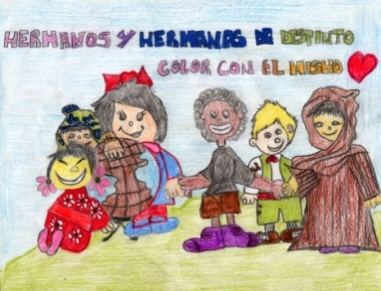 HERMANOS Y HERMANAS DE DISTINTO
COLOR CON EL MISMO